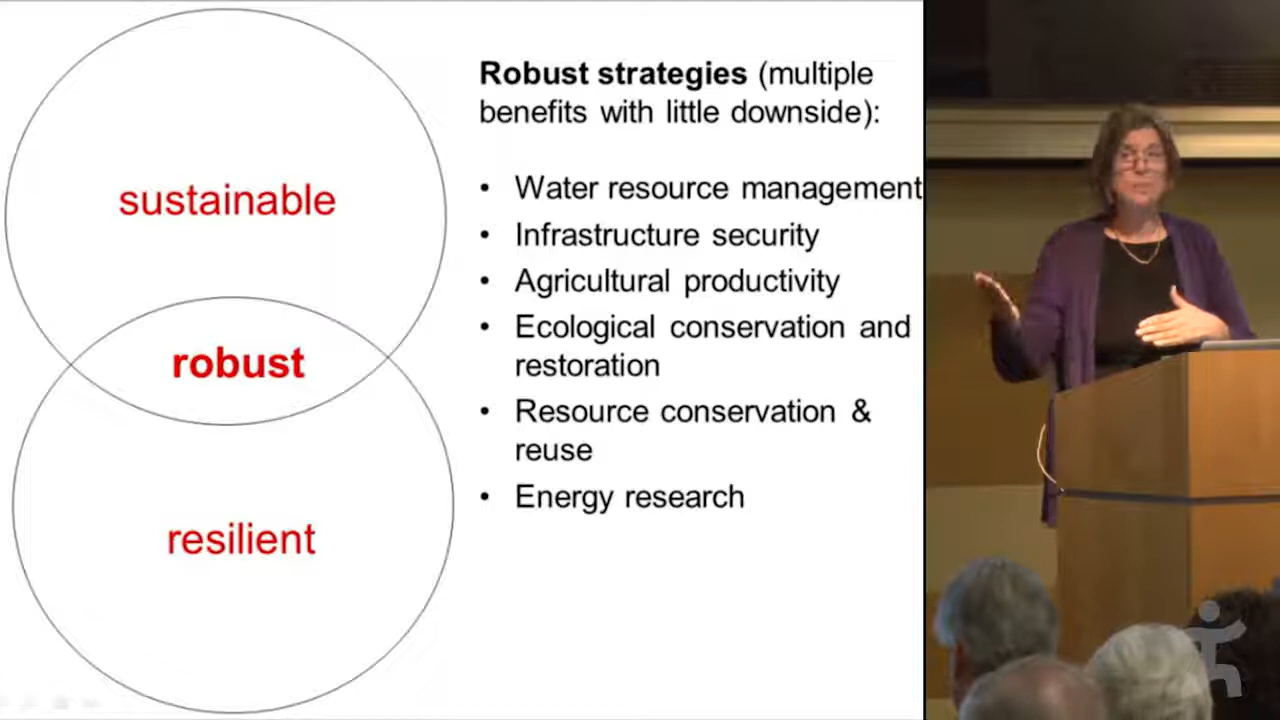 sustainable
robust
resilient
Robust strategies (multiple
benefits with little downside):
• Water resource management
• Infrastructure security
• Agricultural productivity
• Ecological conservation and
restoration
• Resource conservation &
reuse
• Energy research